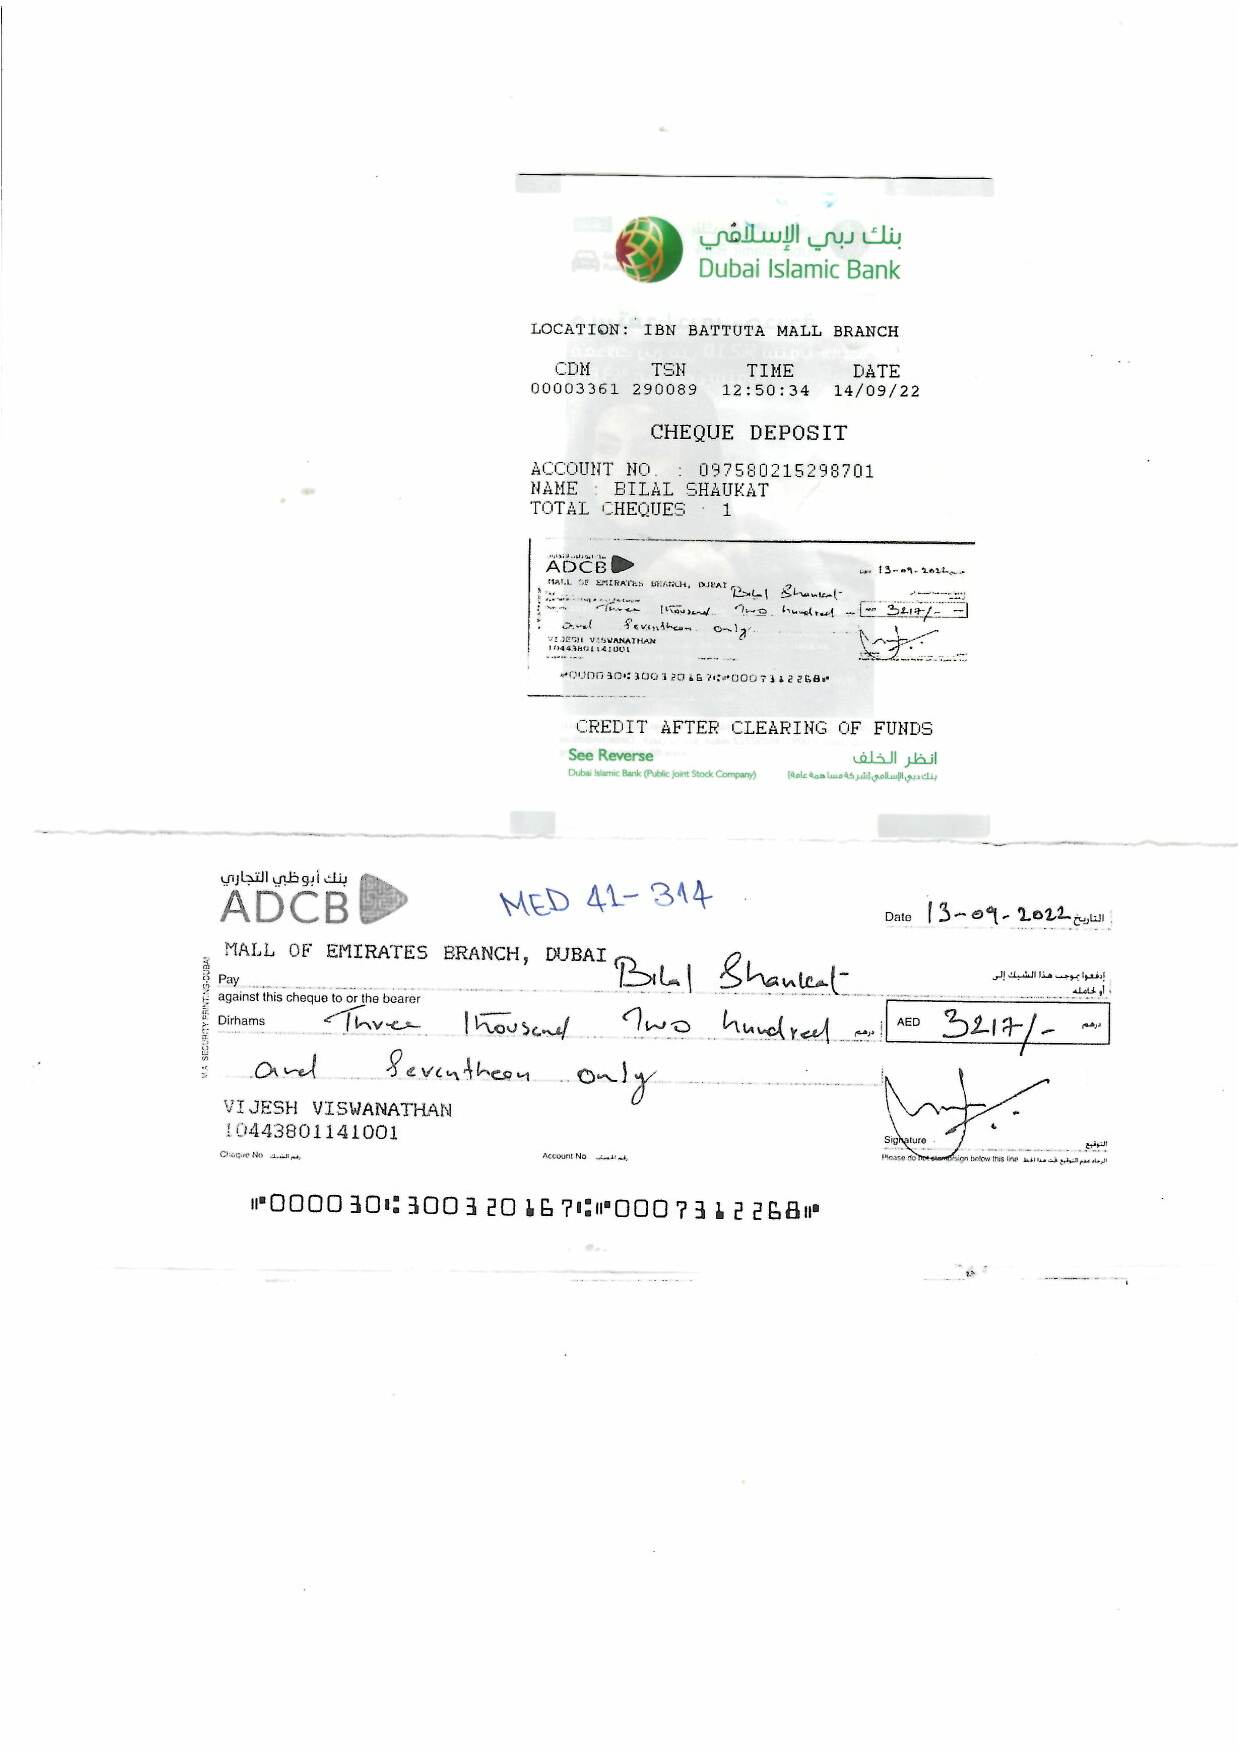 بنك دبي الإسلامي
Dubai Islamic Bank
LOCATION: IBN BATTUTA MALL BRANCH
CDM TSN TIME DATE
00003361 290089 12:50:34 14/09/22
CHEQUE DEPOSIT
ACCOUNT NO. : 097580215298701
NAME : BILAL SHAUKAT
TOTAL CHEQUES : 1
ADCB
13-09-2022
MALL OF EMIRATES BRANCH, DUBAI Bilal Shaukat
Three thousand Two hundred 3217/-
and Seventheen only
VIJESH VISWANATHAN
10443801141001
⑈000030⑆300320167⑆⑈0007312268⑈
CREDIT AFTER CLEARING OF FUNDS
See Reverse انظر الخلف
Dubai Islamic Bank (Public Joint Stock Company) بنك دبي الإسلامي (شركة مساهمة عامة)
بنك أبوظبي التجاري
ADCB
MED 41-314
Date 13-09-2022 التاريخ
MALL OF EMIRATES BRANCH, DUBAI
Pay Bilal Shaukat إدفعوا بموجب هذا الشيك إلى
against this cheque to or the bearer أو لحامله
Dirhams Three thousand Two hundred درهم AED 3217/- درهم
and Seventheen only
VIJESH VISWANATHAN
10443801141001
Signature التوقيع
Cheque No رقم الشيك Account No رقم الحساب Please do not stamp/sign below this line الرجاء عدم التوقيع تحت هذا الخط
⑈000030⑆300320167⑆⑈0007312268⑈